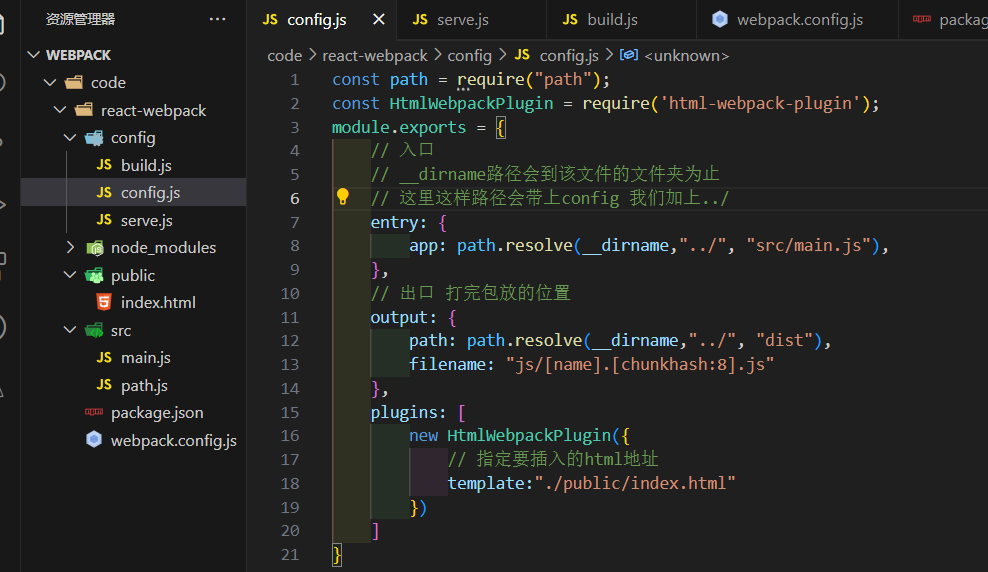 资源管理器 ···
WEBPACK
code
react-webpack
config
JS build.js
JS config.js
JS serve.js
node_modules
public
index.html
src
JS main.js
JS path.js
package.json
webpack.config.js
JS config.js × JS serve.js JS build.js webpack.config.js packag
code > react-webpack > config > JS config.js > <unknown>
1 const path = require("path");
2 const HtmlWebpackPlugin = require('html-webpack-plugin');
3 module.exports = {
4 // 入口
5 // __dirname路径会到该文件的文件夹为止
6 // 这里这样路径会带上config 我们加上../
7 entry: {
8 app: path.resolve(__dirname,"../", "src/main.js"),
9 },
10 // 出口 打完包放的位置
11 output: {
12 path: path.resolve(__dirname,"../", "dist"),
13 filename: "js/[name].[chunkhash:8].js"
14 },
15 plugins: [
16 new HtmlWebpackPlugin({
17 // 指定要插入的html地址
18 template:"./public/index.html"
19 })
20 ]
21 }